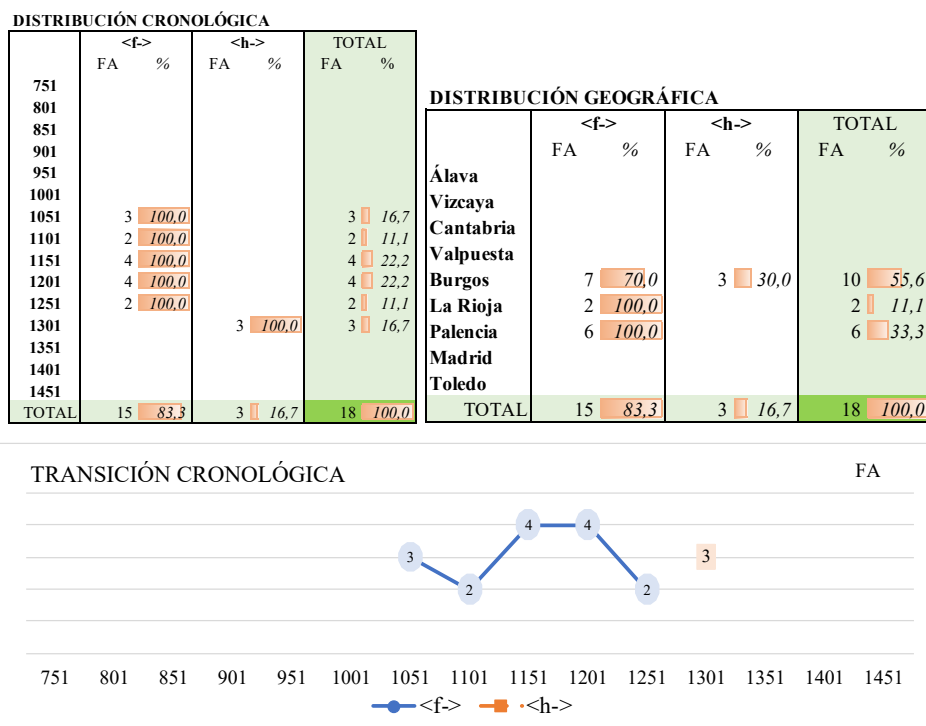 DISTRIBUCIÓN CRONOLÓGICA
<f-> <h-> TOTAL
FA % FA % FA %
751
801
851
901
951
1001
1051 3 100,0 3 16,7
1101 2 100,0 2 11,1
1151 4 100,0 4 22,2
1201 4 100,0 4 22,2
1251 2 100,0 2 11,1
1301 3 100,0 3 16,7
1351
1401
1451
TOTAL 15 83,3 3 16,7 18 100,0
DISTRIBUCIÓN GEOGRÁFICA
<f-> <h-> TOTAL
FA % FA % FA %
Álava
Vizcaya
Cantabria
Valpuesta
Burgos 7 70,0 3 30,0 10 55,6
La Rioja 2 100,0 2 11,1
Palencia 6 100,0 6 33,3
Madrid
Toledo
TOTAL 15 83,3 3 16,7 18 100,0
TRANSICIÓN CRONOLÓGICA FA
3 2 4 4 2 3
751 801 851 901 951 1001 1051 1101 1151 1201 1251 1301 1351 1401 1451
<f-> <h->